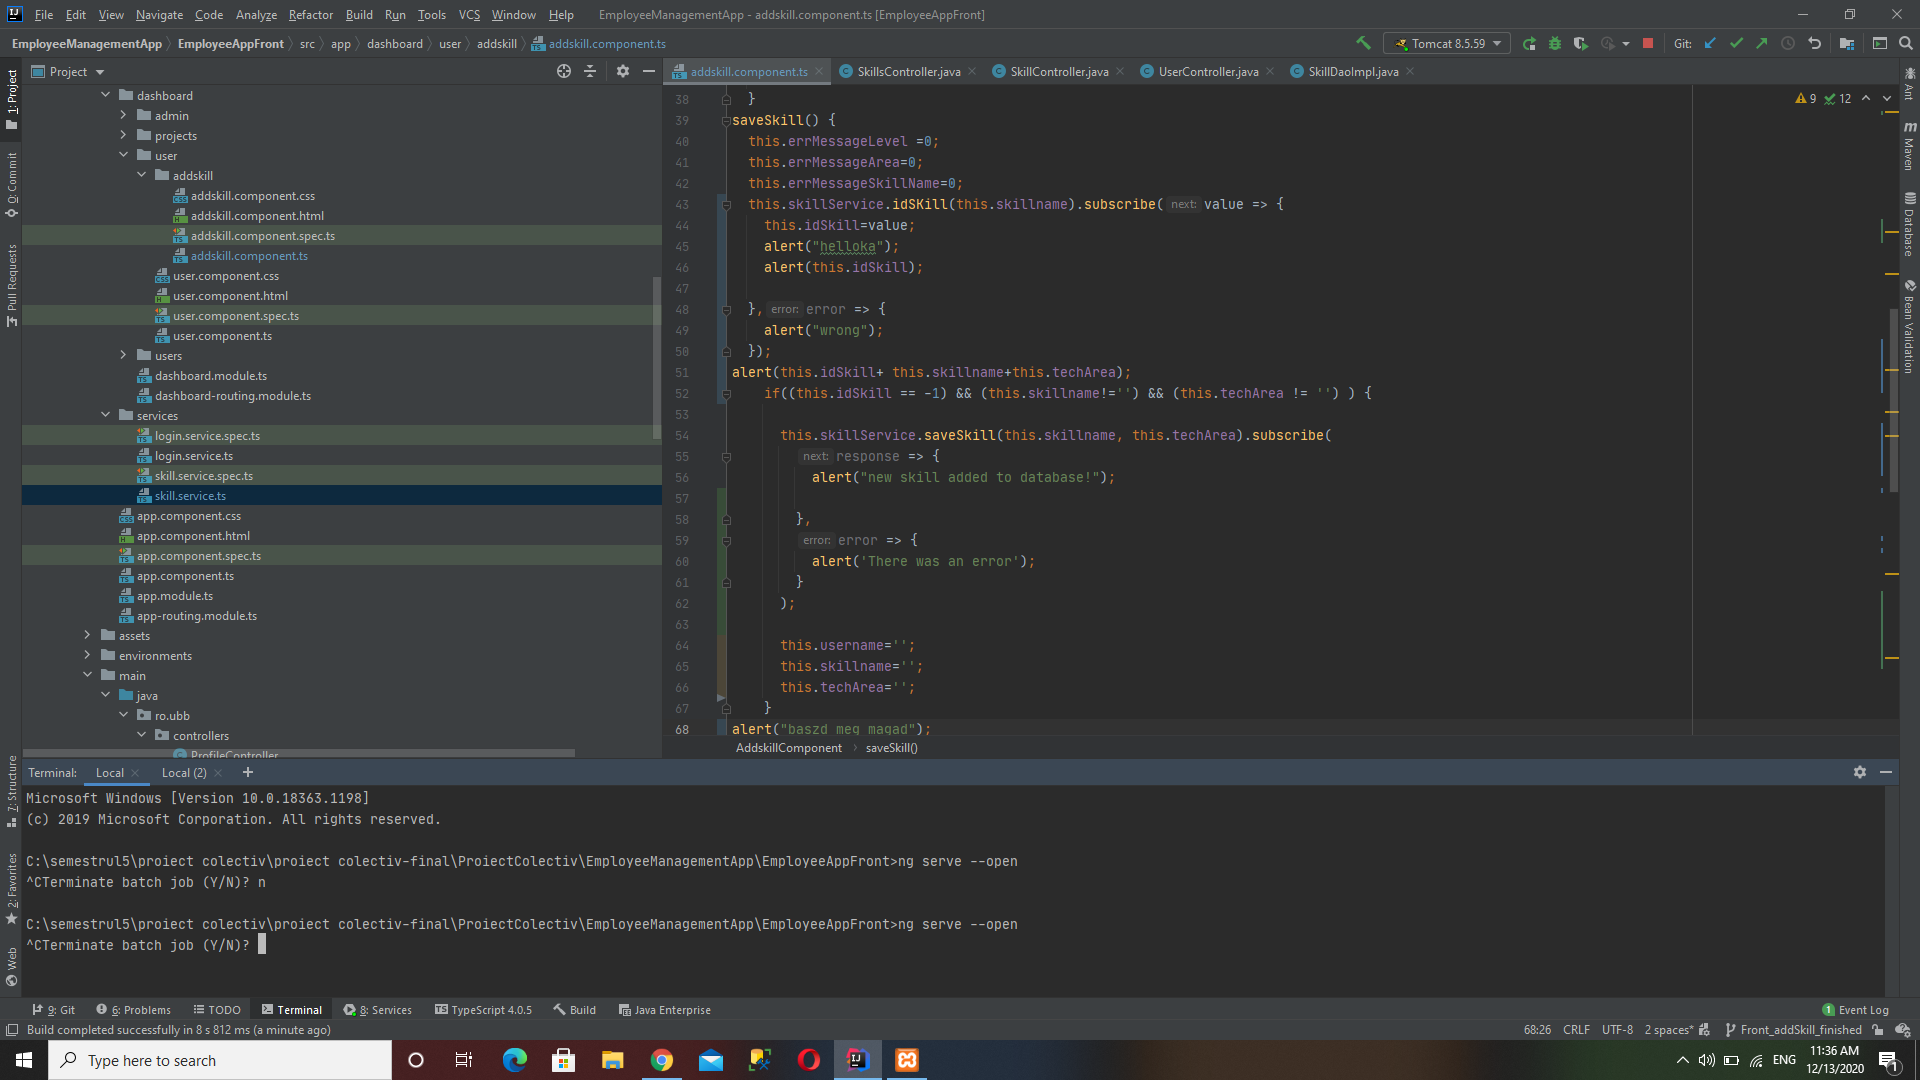 File Edit View Navigate Code Analyze Refactor Build Run Tools VCS Window Help EmployeeManagementApp - addskill.component.ts [EmployeeAppFront]
EmployeeManagementApp EmployeeAppFront src app dashboard user addskill addskill.component.ts Tomcat 8.5.59 Git:
Project
addskill.component.ts SkillsController.java SkillController.java UserController.java SkillDaoImpl.java
1: Project
0: Commit
Pull Requests
7: Structure
2: Favorites
Web
dashboard
admin
projects
user
addskill
addskill.component.css
addskill.component.html
addskill.component.spec.ts
addskill.component.ts
user.component.css
user.component.html
user.component.spec.ts
user.component.ts
users
dashboard.module.ts
dashboard-routing.module.ts
services
login.service.spec.ts
login.service.ts
skill.service.spec.ts
skill.service.ts
app.component.css
app.component.html
app.component.spec.ts
app.component.ts
app.module.ts
app-routing.module.ts
assets
environments
main
java
ro.ubb
controllers
ProfileController
9 12
38 }
39 saveSkill() {
40 this.errMessageLevel =0;
41 this.errMessageArea=0;
42 this.errMessageSkillName=0;
43 this.skillService.idSKill(this.skillname).subscribe( next: value => {
44 this.idSkill=value;
45 alert("helloka");
46 alert(this.idSkill);
47
48 }, error: error => {
49 alert("wrong");
50 });
51 alert(this.idSkill+ this.skillname+this.techArea);
52 if((this.idSkill == -1) && (this.skillname!='') && (this.techArea != '') ) {
53
54 this.skillService.saveSkill(this.skillname, this.techArea).subscribe(
55 next: response => {
56 alert("new skill added to database!");
57
58 },
59 error: error => {
60 alert('There was an error');
61 }
62 );
63
64 this.username='';
65 this.skillname='';
66 this.techArea='';
67 }
68 alert("baszd meg magad");
AddskillComponent saveSkill()
Ant
Maven
Database
Bean Validation
Terminal: Local Local (2) +
Microsoft Windows [Version 10.0.18363.1198]
(c) 2019 Microsoft Corporation. All rights reserved.
C:\semestrul5\proiect colectiv\proiect colectiv-final\ProiectColectiv\EmployeeManagementApp\EmployeeAppFront>ng serve --open
^CTerminate batch job (Y/N)? n
C:\semestrul5\proiect colectiv\proiect colectiv-final\ProiectColectiv\EmployeeManagementApp\EmployeeAppFront>ng serve --open
^CTerminate batch job (Y/N)?
9: Git 6: Problems TODO Terminal 8: Services TypeScript 4.0.5 Build Java Enterprise 1 Event Log
Build completed successfully in 8 s 812 ms (a minute ago) 68:26 CRLF UTF-8 2 spaces* Front_addSkill_finished
Type here to search ENG 11:36 AM
12/13/2020 1